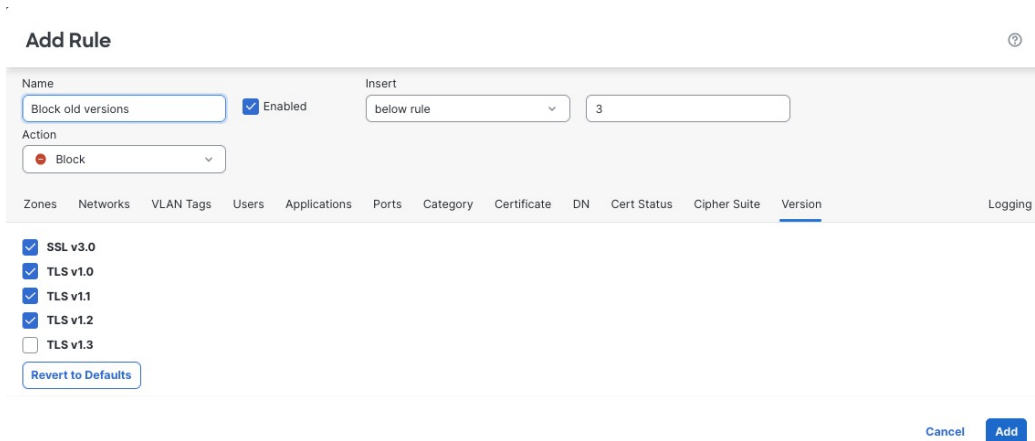 Add Rule
Name
Insert
Block old versions
Enabled
below rule
3
Action
Block
Zones Networks VLAN Tags Users Applications Ports Category Certificate DN Cert Status Cipher Suite Version Logging
SSL v3.0
TLS v1.0
TLS v1.1
TLS v1.2
TLS v1.3
Revert to Defaults
Cancel Add